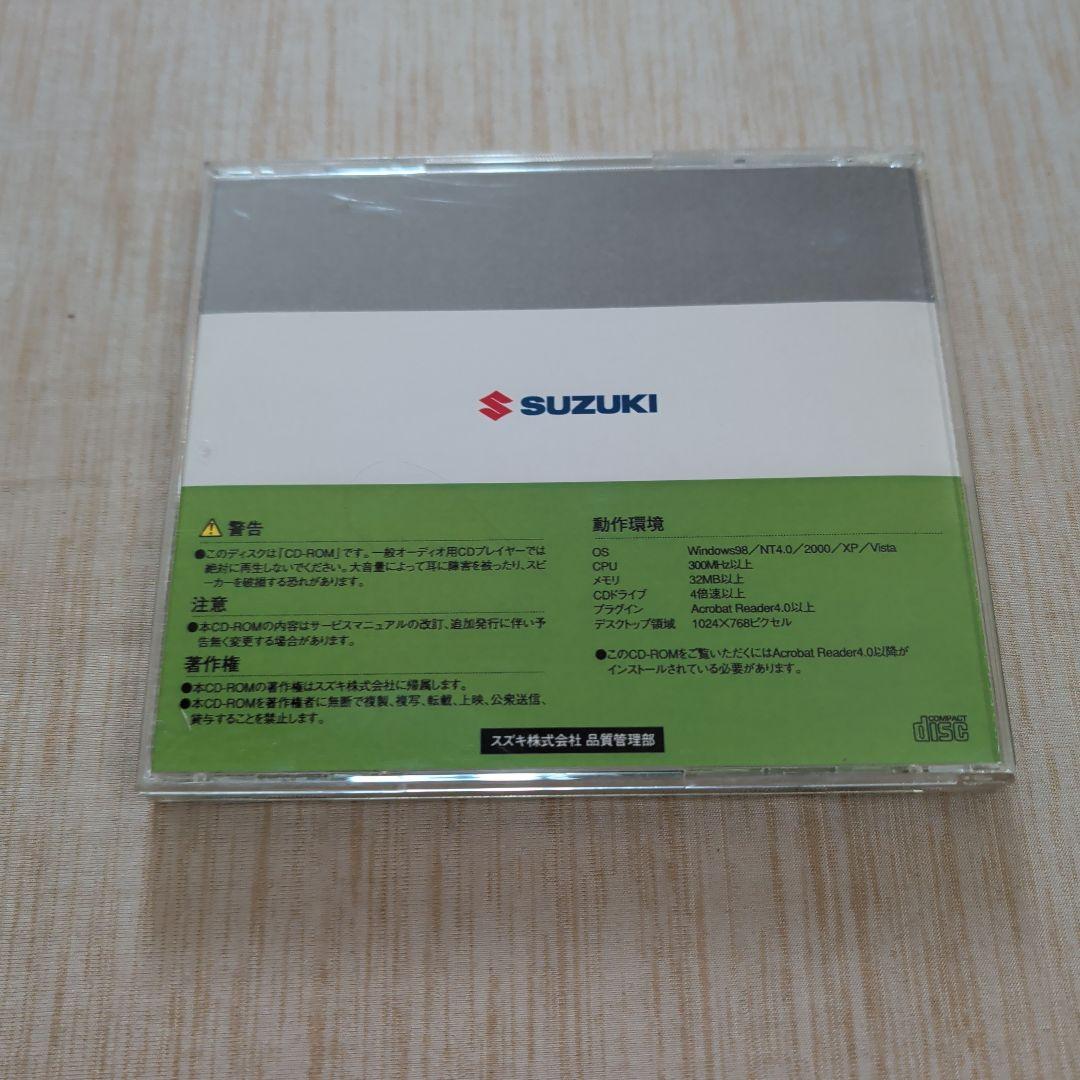 SUZUKI
警告
●このディスクは「CD-ROM」です。一般オーディオ用CDプレイヤーでは
絶対に再生しないでください。大音量によって耳に障害を被ったり、スピ
ーカーを破損する恐れがあります。
注意
●本CD-ROMの内容はサービスマニュアルの改訂、追加発行に伴い予
告無く変更する場合があります。
著作権
●本CD-ROMの著作権はスズキ株式会社に帰属します。
●本CD-ROMを著作権者に無断で複製、複写、転載、上映、公衆送信、
貸与することを禁止します。
動作環境
OS Windows98/NT4.0/2000/XP/Vista
CPU 300MHz以上
メモリ 32MB以上
CDドライブ 4倍速以上
プラグイン Acrobat Reader4.0以上
デスクトップ領域 1024×768ピクセル
●このCD-ROMをご覧いただくにはAcrobat Reader4.0以降が
インストールされている必要があります。
スズキ株式会社 品質管理部
COMPACT
disc